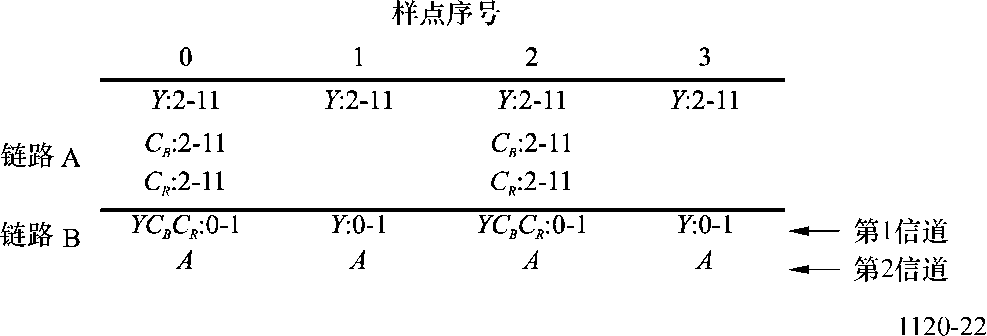 样点序号
0 1 2 3
Y:2-11 Y:2-11 Y:2-11 Y:2-11
链路 A C_B:2-11 C_B:2-11
C_R:2-11 C_R:2-11
链路 B YC_BC_R:0-1 Y:0-1 YC_BC_R:0-1 Y:0-1 第1信道
A A A A 第2信道
1120-22